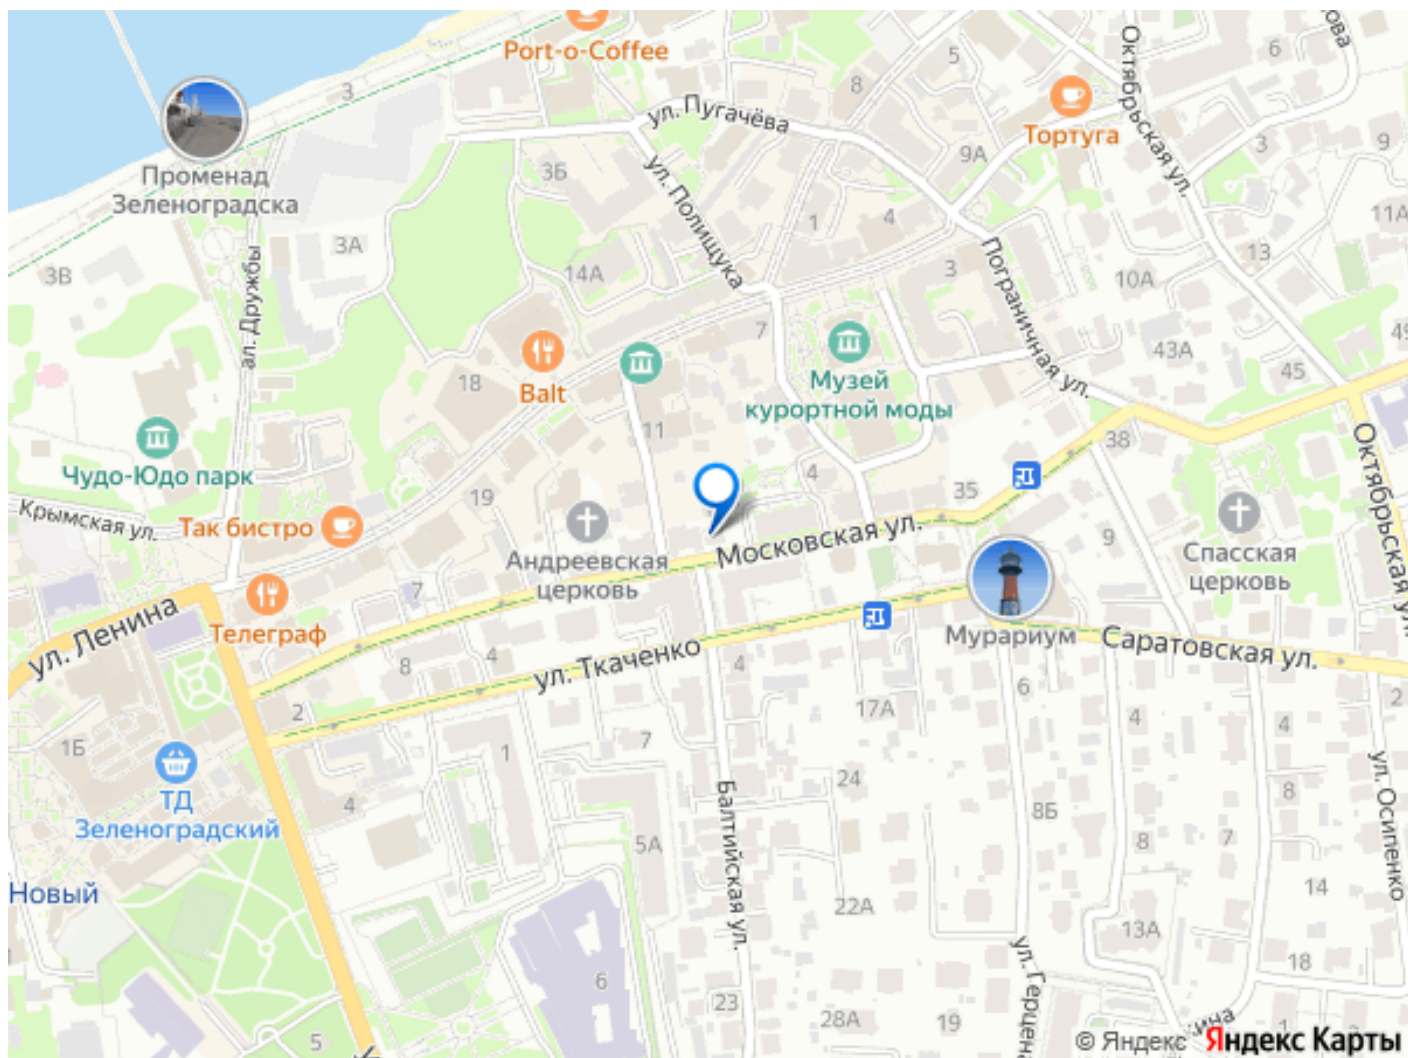 Port-o-Coffee
3
Променад
Зеленоградска
ул. Пугачёва
8
5
6
Октябрьская ул.
Тортуга
9А
3
9
3Б
ул. Полищука
1
4
11А
3В
3А
ал. Дружбы
14А
3
Пограничная ул.
13
10А
7
18
Balt
Музей
курортной моды
43А
45
49
Чудо-Юдо парк
11
38
Октябрьская ул.
19
4
35
Крымская ул.
Так бистро
Андреевская
церковь
Московская ул.
9
Спасская
церковь
7
ул. Ленина
Телеграф
8
4
ул. Ткаченко
4
Мурариум
Саратовская ул.
6
2
2
17А
4
4
1Б
1
7
ул. Осипенко
ТД
Зеленоградский
4
24
8Б
8
Балтийская ул.
5А
8
7
Новый
22А
13А
14
ул. Герцена
6
23
28А
19
18
5
© Яндекс
Яндекс Карты